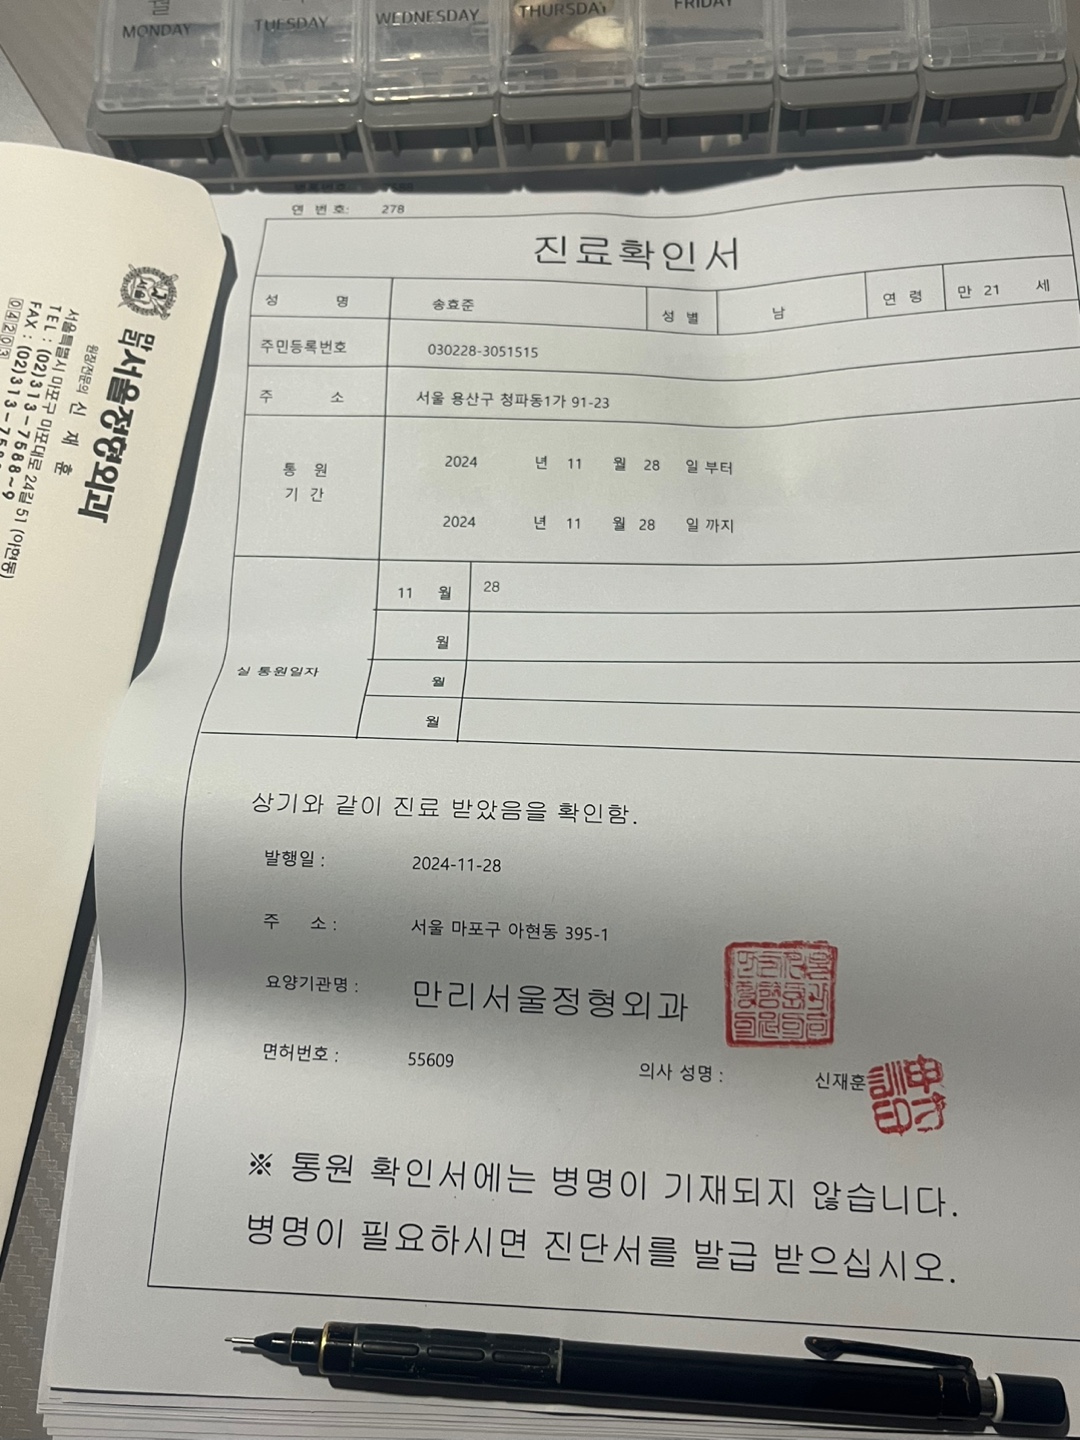 MONDAY
TUESDAY
WEDNESDAY
THURSDAY
FRIDAY
연 번호: 278
진료확인서
성 명 송효준 성별 남 연령 만 21 세
주민등록번호 030228-3051515
주 소 서울 용산구 청파동1가 91-23
통 원 기 간
2024 년 11 월 28 일 부터
2024 년 11 월 28 일 까지
실 통원일자
11 월 28
월
월
월
상기와 같이 진료 받았음을 확인함.
발행일 : 2024-11-28
주 소 : 서울 마포구 아현동 395-1
요양기관명 : 만리서울정형외과
면허번호 : 55609 의사 성명 : 신재훈
※ 통원 확인서에는 병명이 기재되지 않습니다.
병명이 필요하시면 진단서를 발급 받으십시오.
서울정형외과
원장/전문의 신 재 훈
서울특별시 마포구 마포대로 24길 51 (아현동)
TEL : (02)313-7588~9
FAX : (02)313-
04203